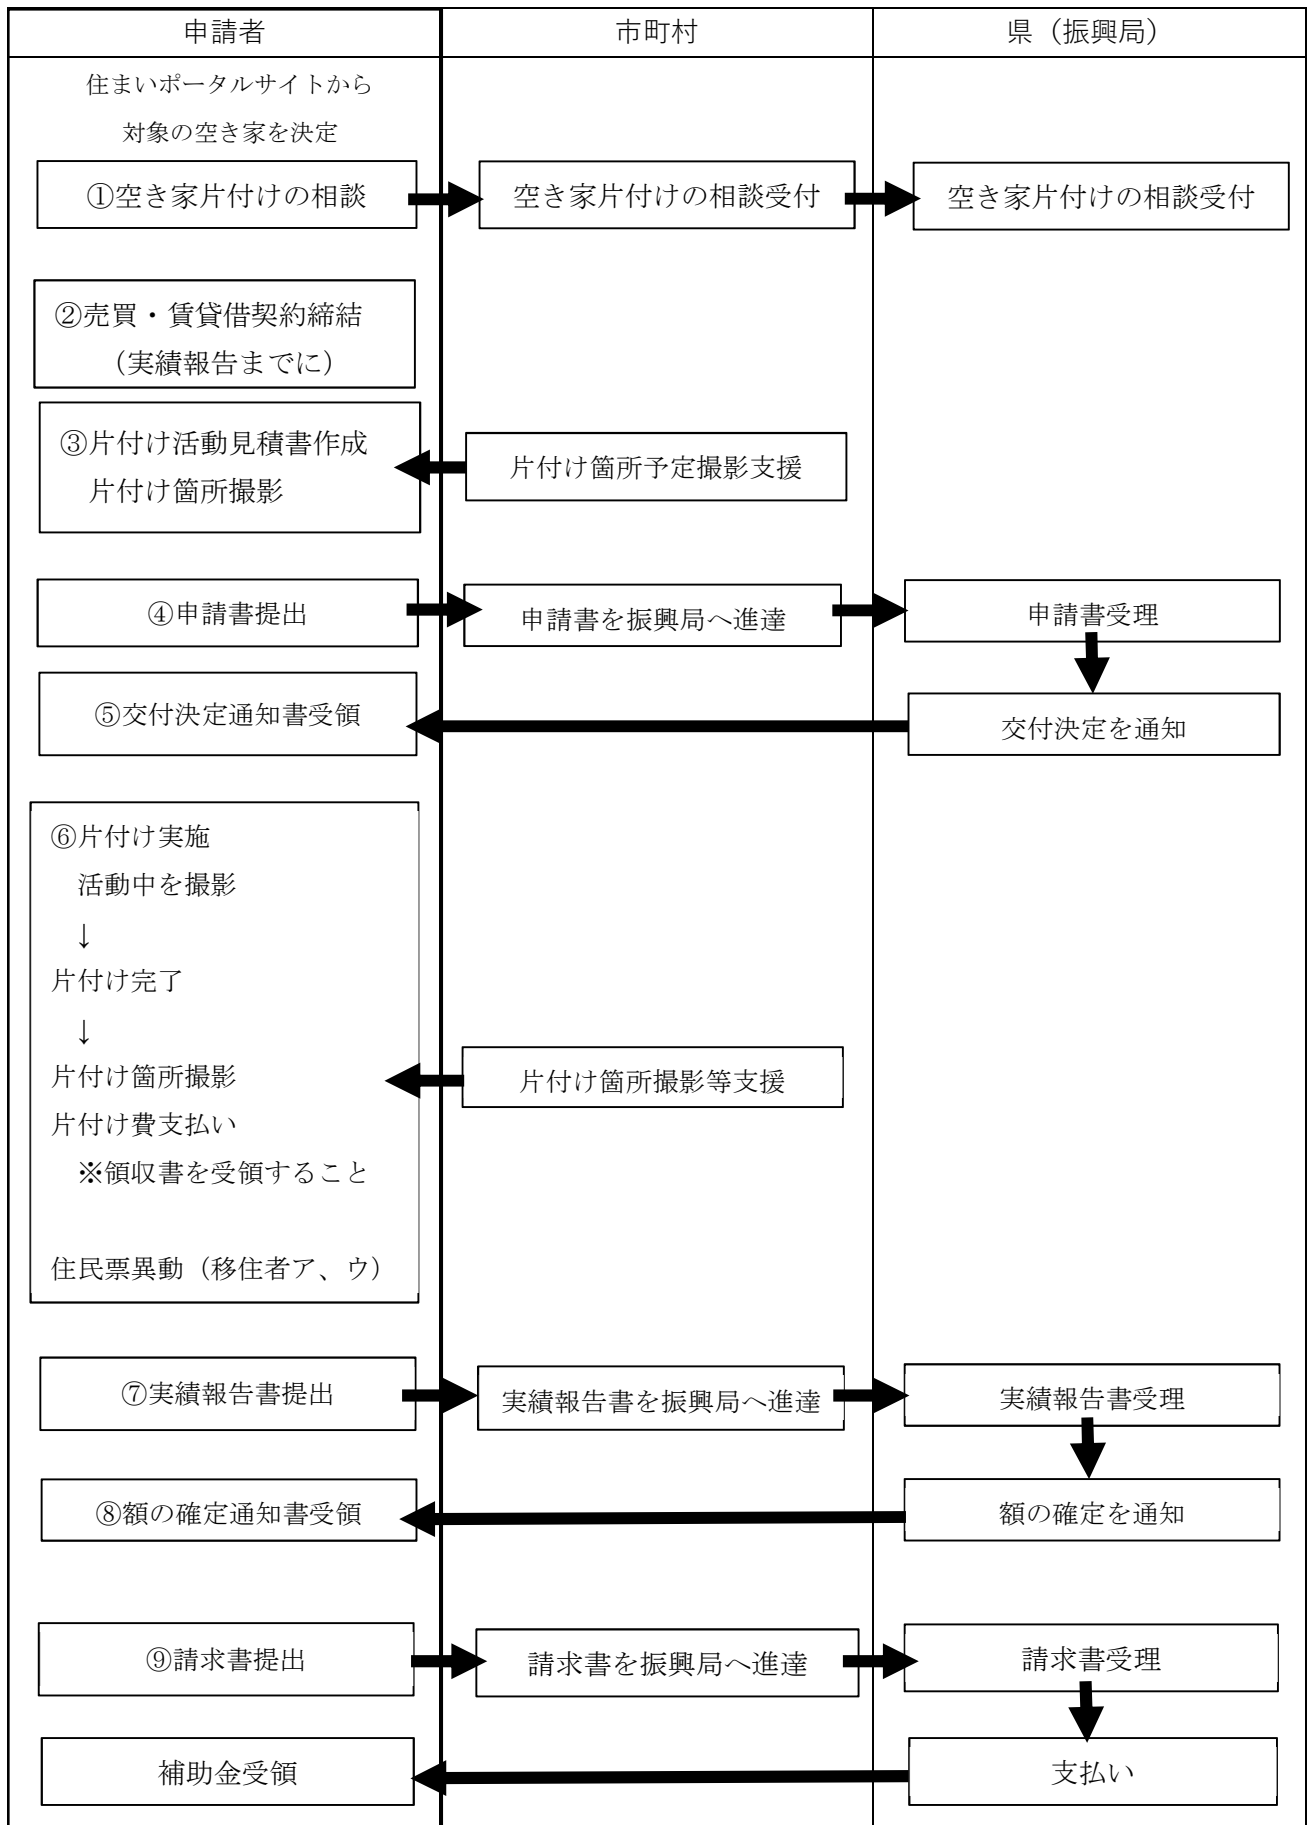 申請者
市町村
県（振興局）
住まいポータルサイトから
対象の空き家を決定
①空き家片付けの相談
空き家片付けの相談受付
空き家片付けの相談受付
②売買・賃貸借契約締結
（実績報告までに）
③片付け活動見積書作成
片付け箇所撮影
片付け箇所予定撮影支援
④申請書提出
申請書を振興局へ進達
申請書受理
⑤交付決定通知書受領
交付決定を通知
⑥片付け実施
活動中を撮影
↓
片付け完了
↓
片付け箇所撮影
片付け箇所撮影等支援
片付け費支払い
※領収書を受領すること
住民票異動（移住者ア、ウ）
⑦実績報告書提出
実績報告書を振興局へ進達
実績報告書受理
⑧額の確定通知書受領
額の確定を通知
⑨請求書提出
請求書を振興局へ進達
請求書受理
補助金受領
支払い